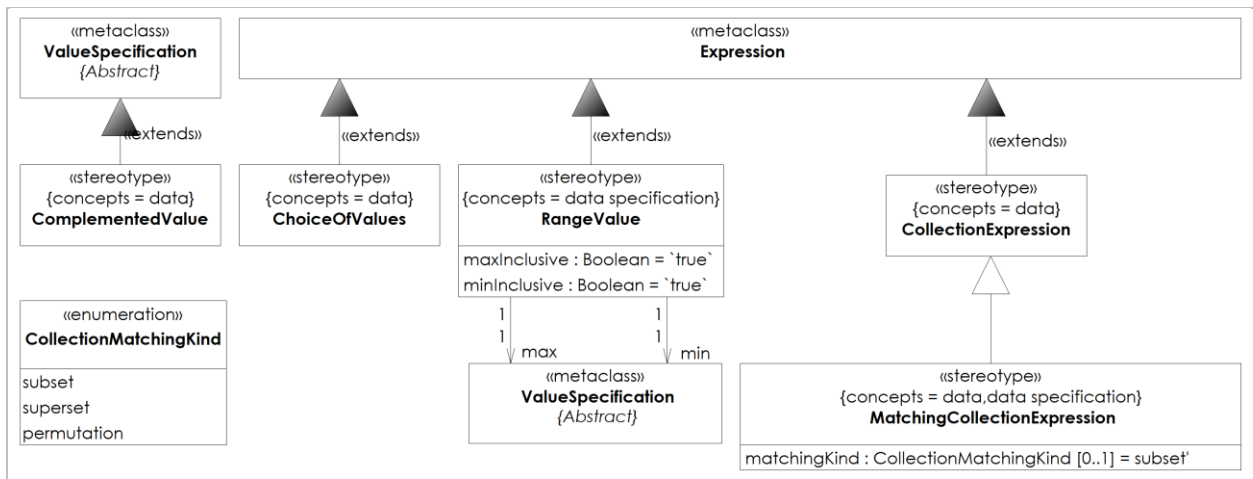 «metaclass»
ValueSpecification
{Abstract}
«metaclass»
Expression
«extends»
«extends»
«extends»
«extends»
«stereotype»
{concepts = data}
ComplementedValue
«stereotype»
{concepts = data}
ChoiceOfValues
«stereotype»
{concepts = data specification}
RangeValue
maxInclusive : Boolean = `true`
minInclusive : Boolean = `true`
«stereotype»
{concepts = data}
CollectionExpression
«enumeration»
CollectionMatchingKind
subset
superset
permutation
1
1
max
1
1
min
«metaclass»
ValueSpecification
{Abstract}
«stereotype»
{concepts = data,data specification}
MatchingCollectionExpression
matchingKind : CollectionMatchingKind [0..1] = subset'